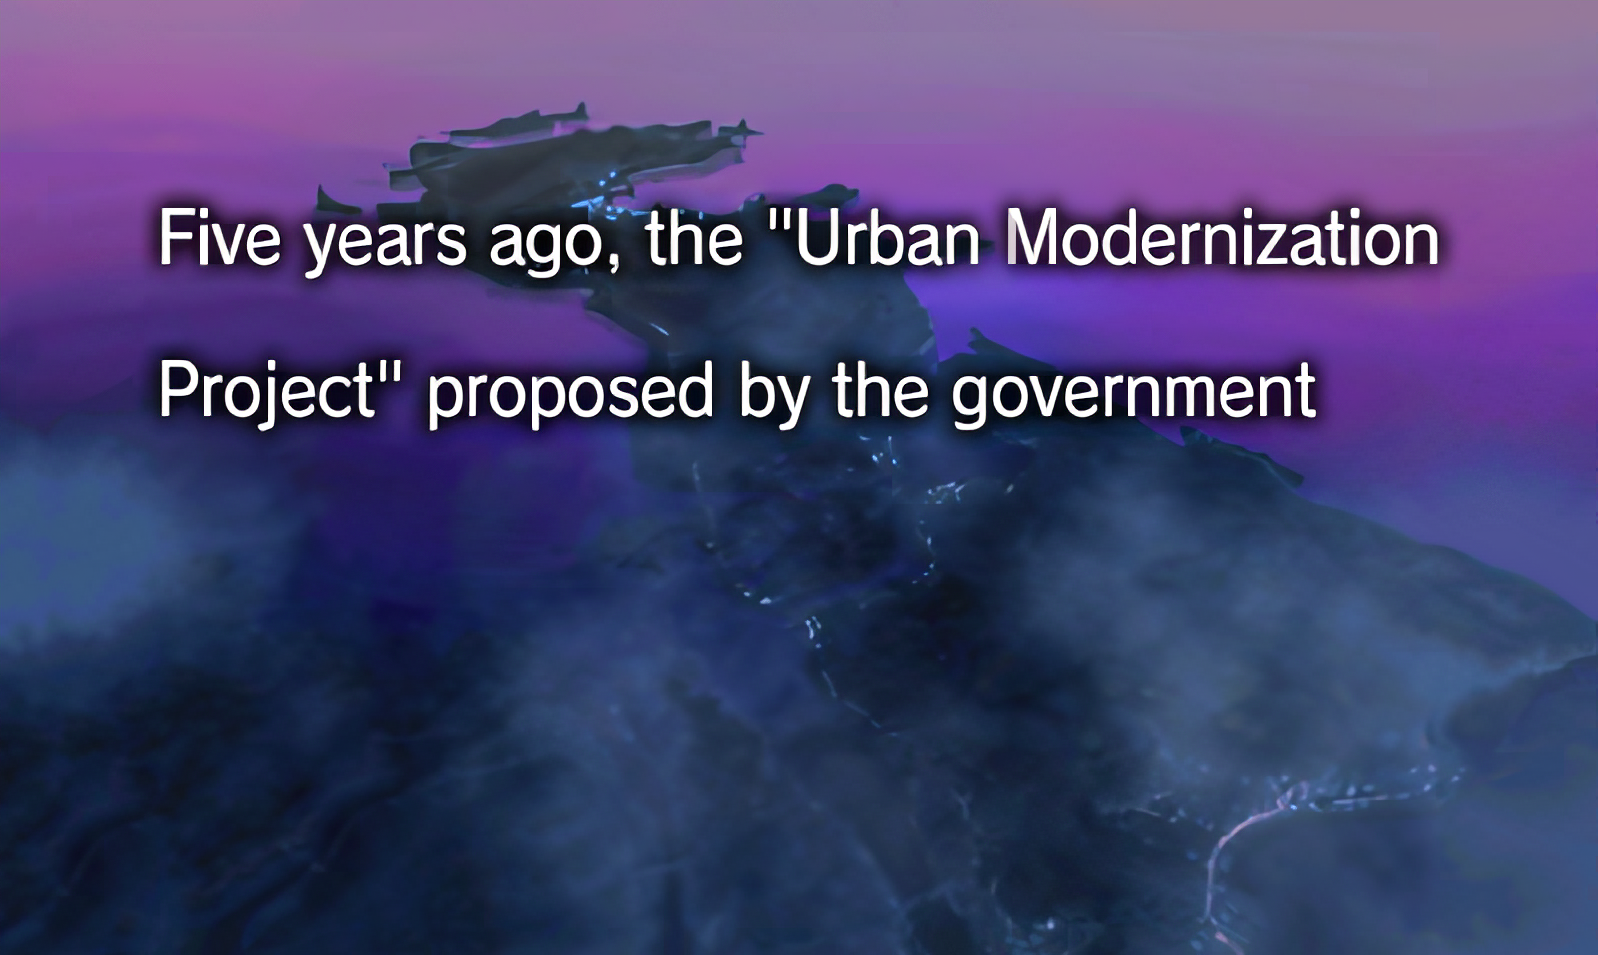 Five years ago, the "Urban Modernization
Project" proposed by the government